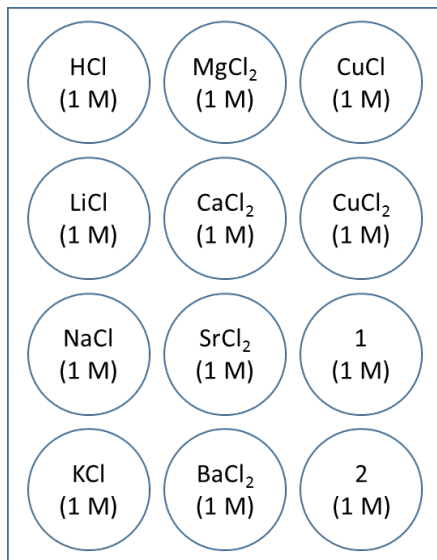 HCl
(1 M)
MgCl₂
(1 M)
CuCl
(1 M)
LiCl
(1 M)
CaCl₂
(1 M)
CuCl₂
(1 M)
NaCl
(1 M)
SrCl₂
(1 M)
1
(1 M)
KCl
(1 M)
BaCl₂
(1 M)
2
(1 M)